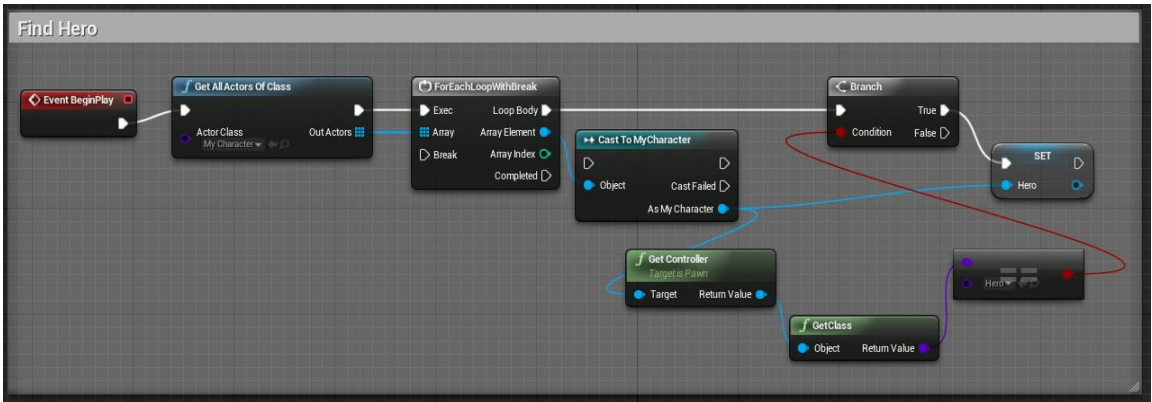 Find Hero
Event BeginPlay
Get All Actors Of Class
Actor Class
My Character
Out Actors
ForEachLoopWithBreak
Exec
Loop Body
Array
Array Element
Break
Array Index
Completed
Cast To MyCharacter
Object
Cast Failed
As My Character
Branch
True
Condition
False
SET
Hero
Get Controller
Target is Pawn
Target
Return Value
GetClass
Object
Return Value
==
Hero